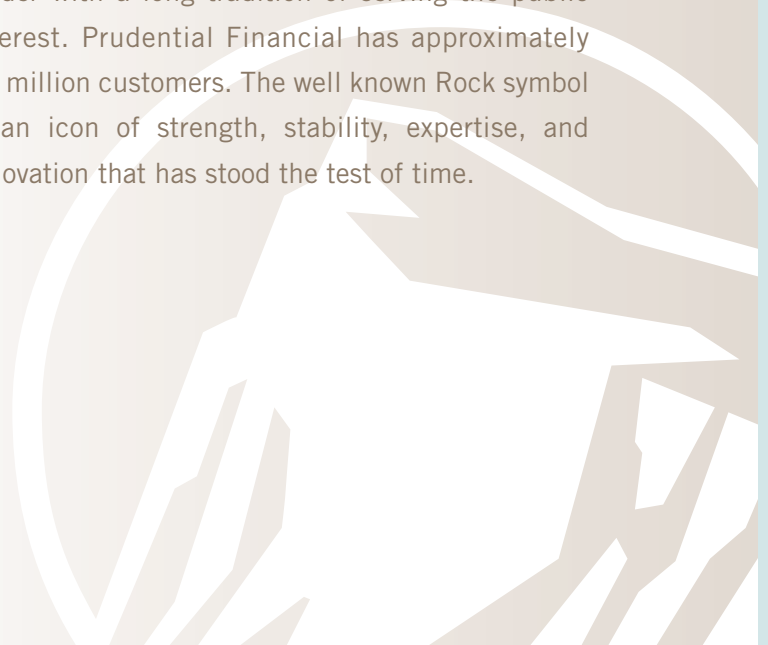 with a long tradition of serving the public
erest. Prudential Financial has approximately
million customers. The well known Rock symbol
an icon of strength, stability, expertise, and
ovation that has stood the test of time.